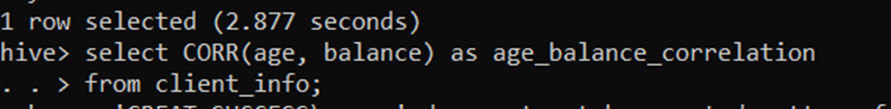 1 row selected (2.877 seconds)
hive> select CORR(age, balance) as age_balance_correlation
. . > from client_info;